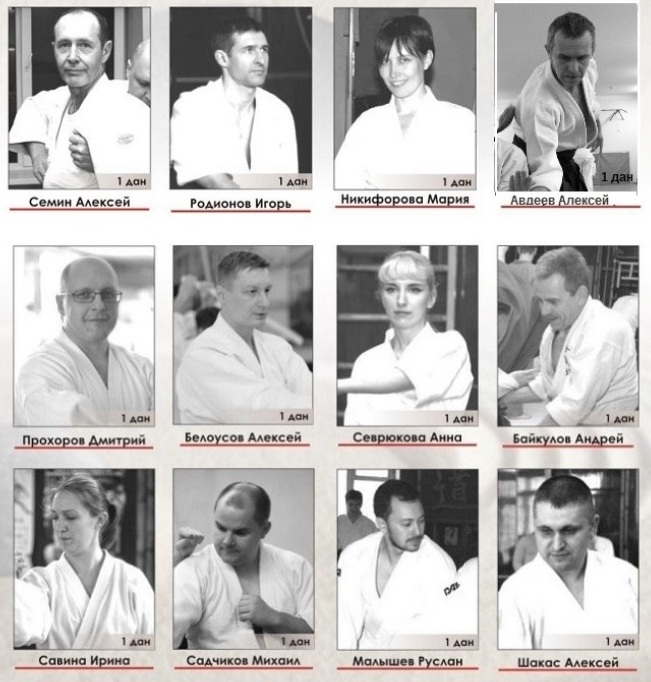 1 дан
1 дан
1 дан
1 дан
Семин Алексей
Родионов Игорь
Никифорова Мария
Авдеев Алексей
1 дан
1 дан
1 дан
1 дан
Прохоров Дмитрий
Белоусов Алексей
Севрюкова Анна
Байкулов Андрей
1 дан
1 дан
1 дан
1 дан
Савина Ирина
Садчиков Михаил
Малышев Руслан
Шакас Алексей